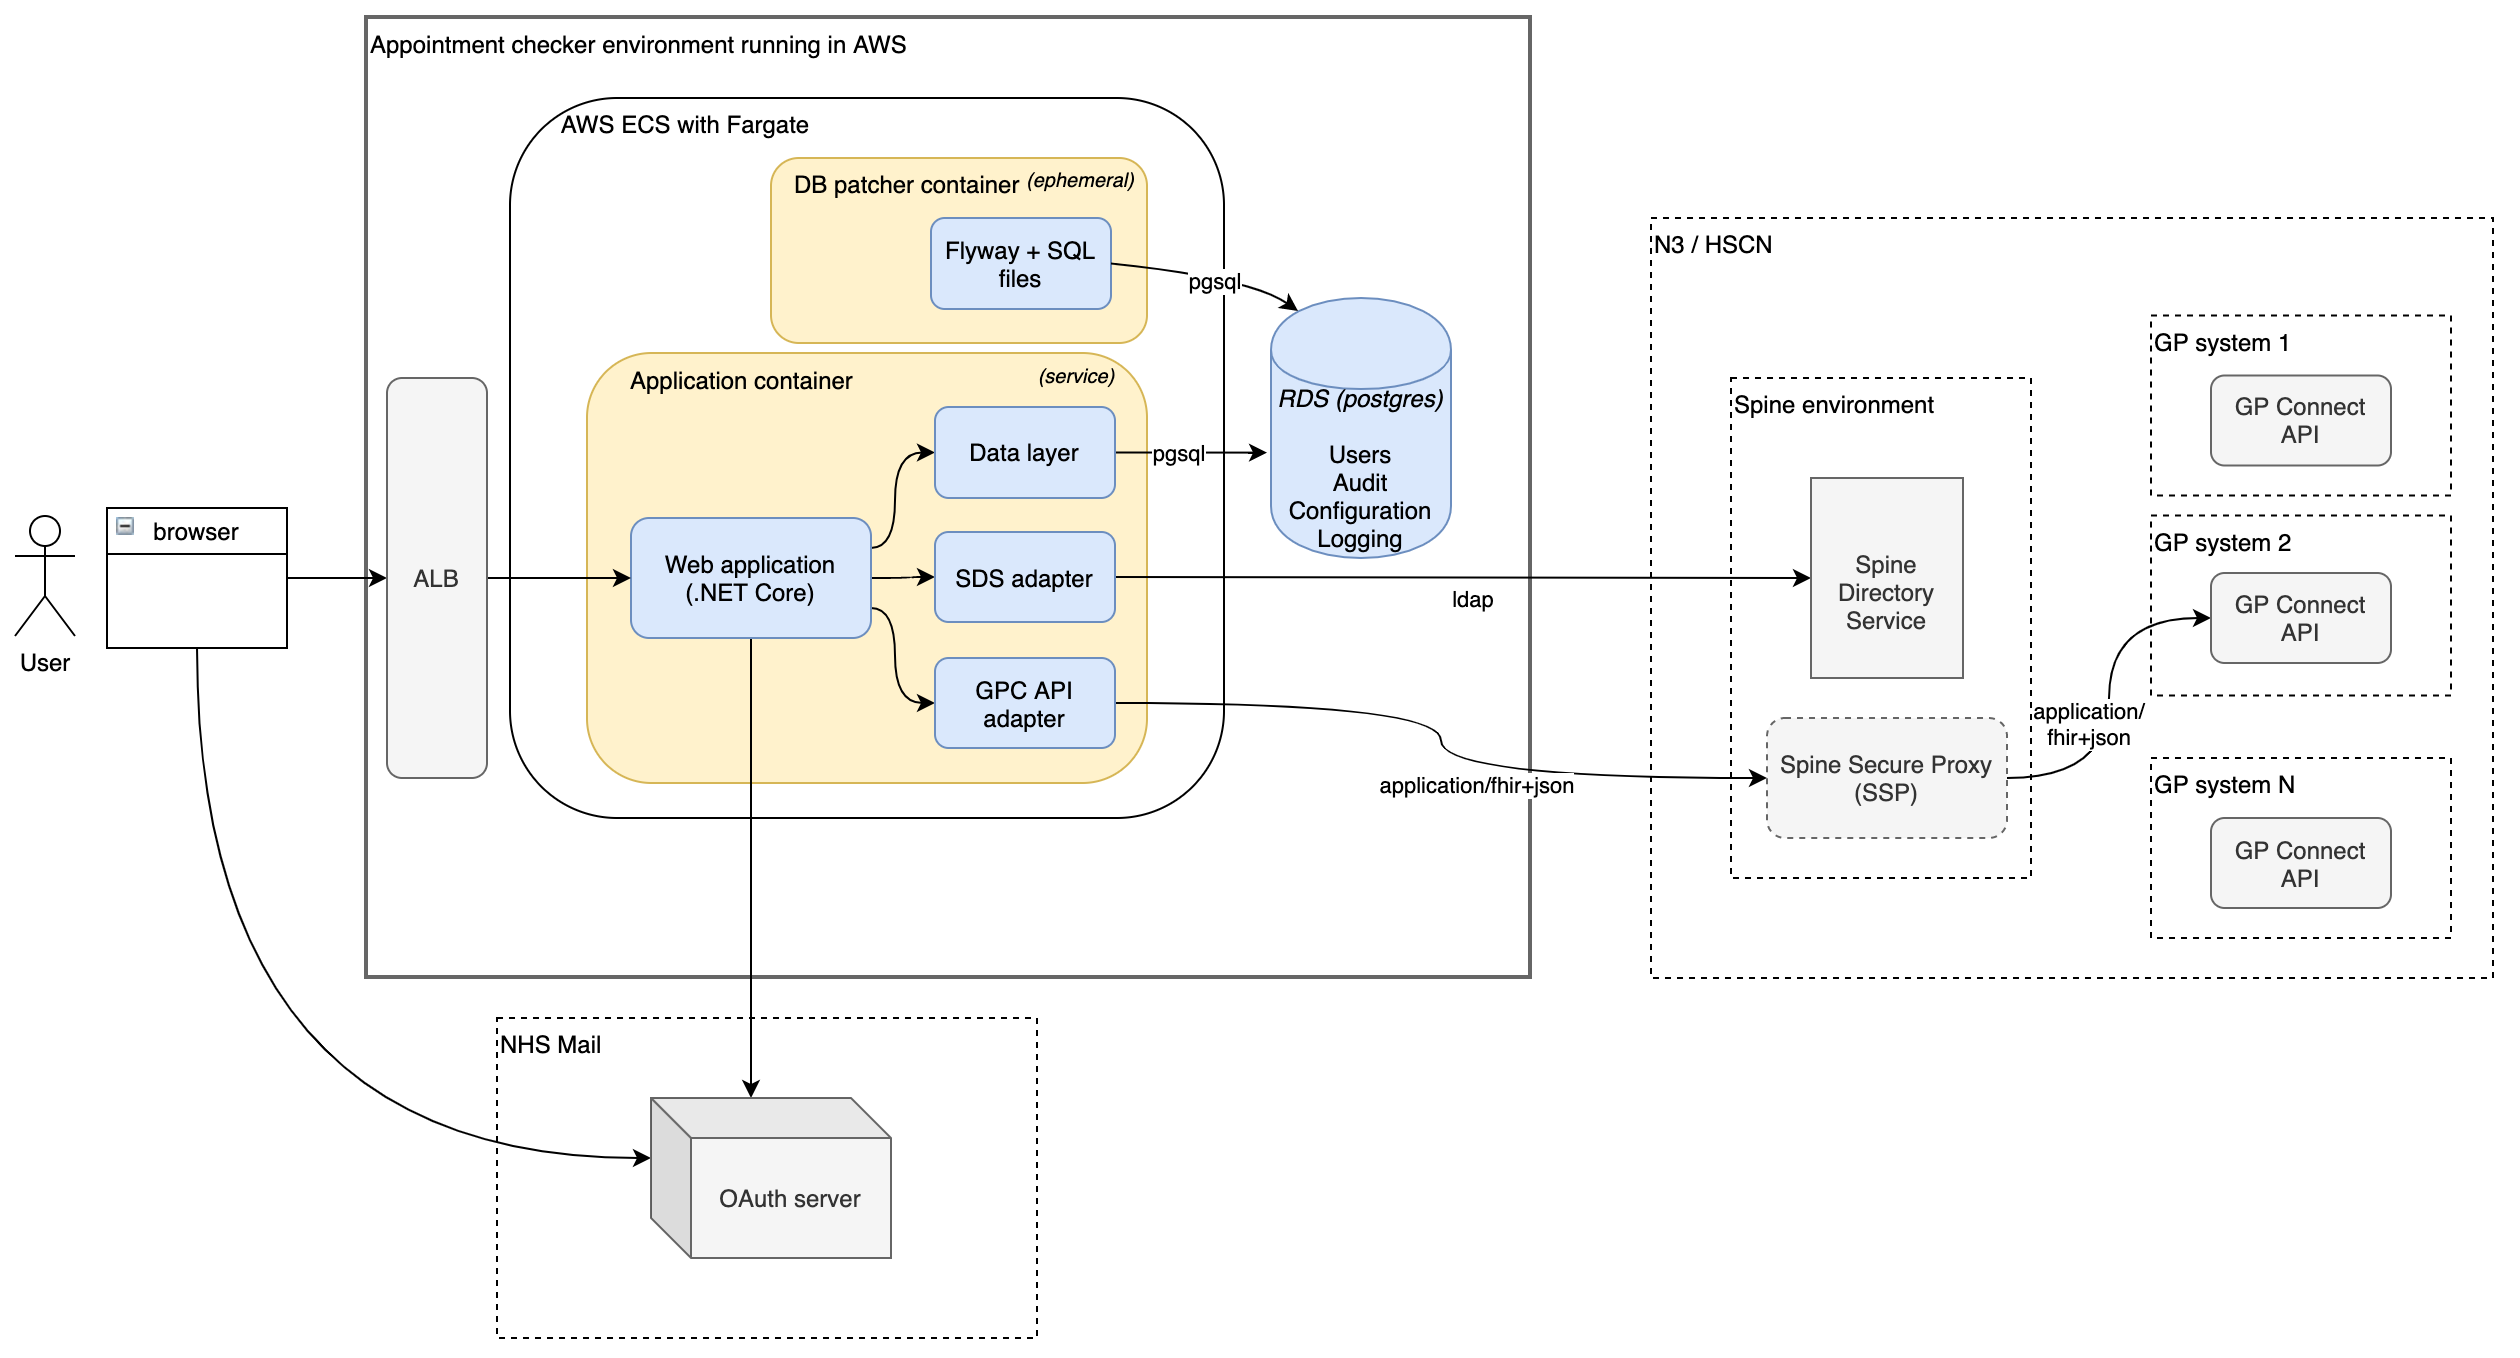 Appointment checker environment running in AWS
AWS ECS with Fargate
DB patcher container (ephemeral)
Flyway + SQL
files
pgsql
Application container
(service)
Data layer
pgsql
RDS (postgres)
Users
Audit
Configuration
Logging
User
browser
ALB
Web application
(.NET Core)
SDS adapter
ldap
GPC API
adapter
application/fhir+json
N3 / HSCN
Spine environment
Spine
Directory
Service
Spine Secure Proxy
(SSP)
application/
fhir+json
GP system 1
GP Connect
API
GP system 2
GP Connect
API
GP system N
GP Connect
API
NHS Mail
OAuth server